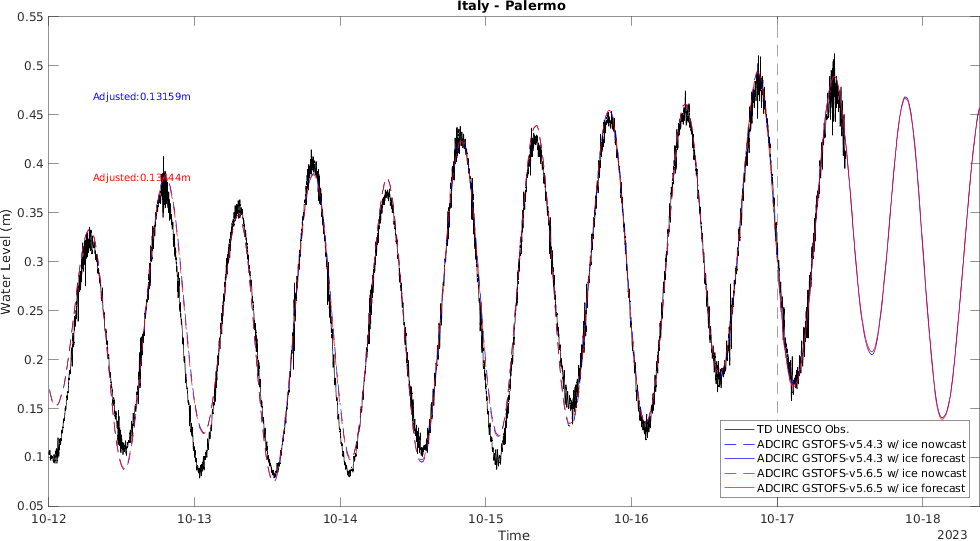 Italy - Palermo
0.55
0.5
0.45
0.4
0.35
0.3
0.25
0.2
0.15
0.1
0.05
Water Level (m)
Adjusted:0.13159m
TD UNESCO Obs.
ADCIRC GSTOFS-v5.4.3 w/ ice nowcast
ADCIRC GSTOFS-v5.4.3 w/ ice forecast
ADCIRC GSTOFS-v5.6.5 w/ ice nowcast
ADCIRC GSTOFS-v5.6.5 w/ ice forecast
10-12
10-13
10-14
10-15
10-16
10-17
10-18
Time
2023